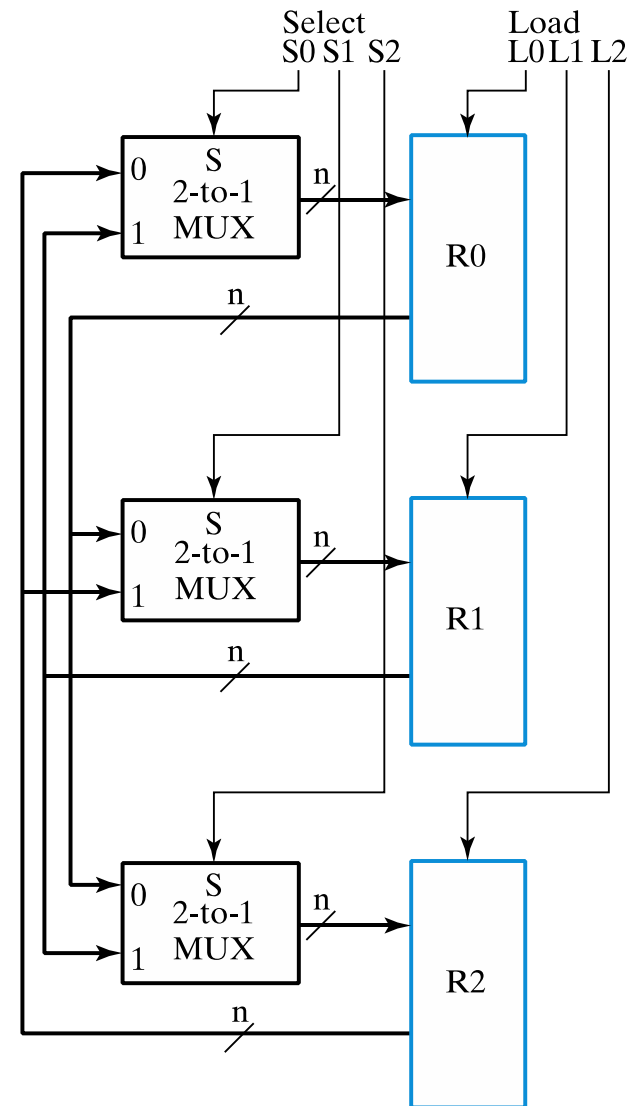 Select
S0 S1 S2
Load
L0 L1 L2
0
S
2-to-1
MUX
1
n
R0
n
0
S
2-to-1
MUX
1
n
R1
n
0
S
2-to-1
MUX
1
n
R2
n